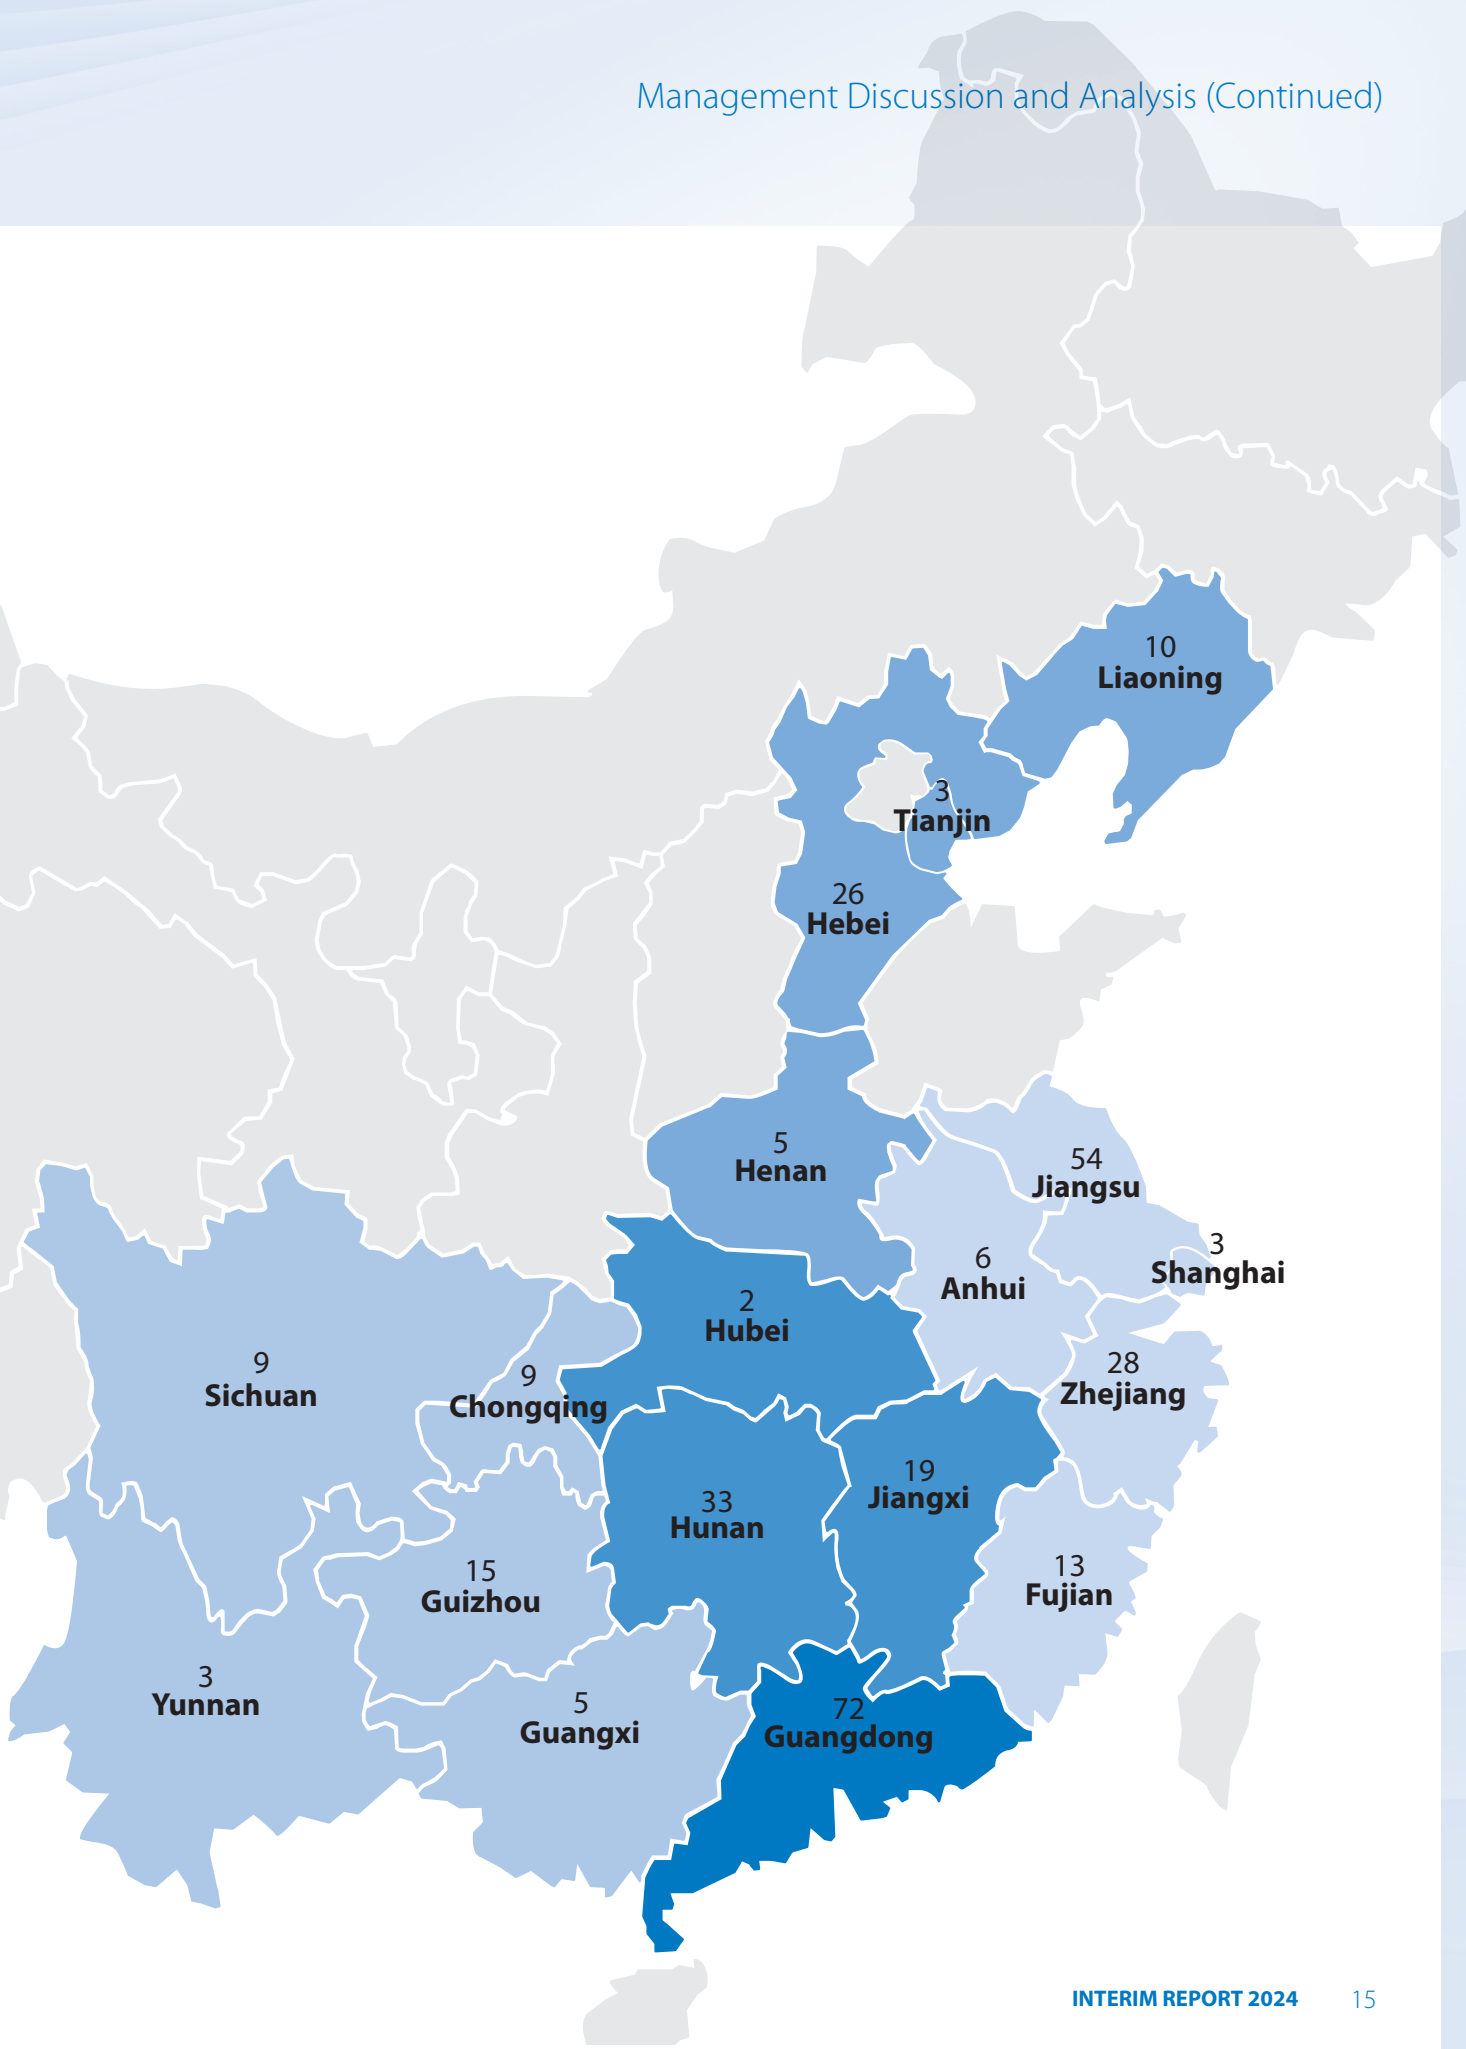 Management Discussion and Analysis (Continued)
10
Liaoning
3
Tianjin
26
Hebei
5
Henan
54
Jiangsu
3
Shanghai
6
Anhui
2
Hubei
28
Zhejiang
9
Sichuan
9
Chongqing
19
Jiangxi
33
Hunan
13
Fujian
15
Guizhou
3
Yunnan
5
Guangxi
72
Guangdong
INTERIM REPORT 2024 15